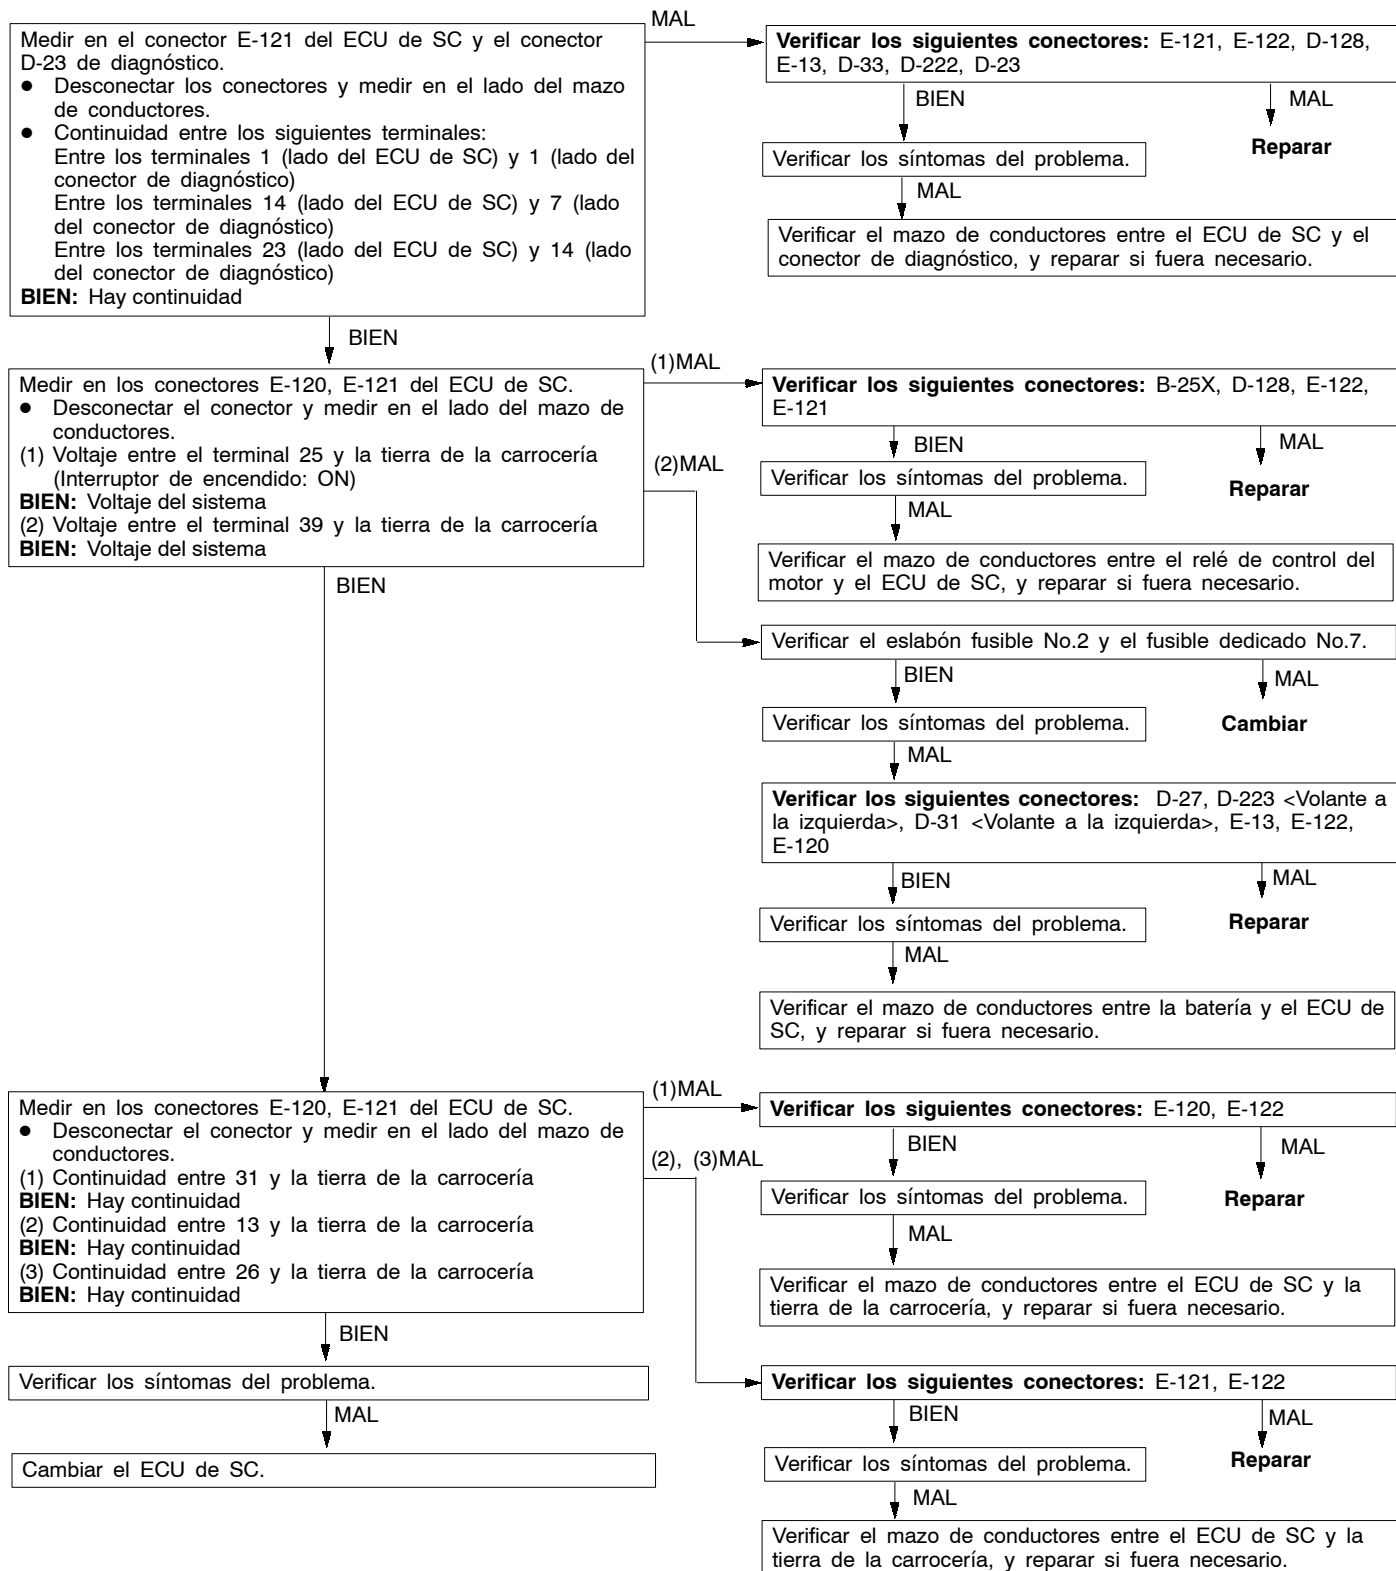 MAL
Medir en el conector E-121 del ECU de SC y el conector
D-23 de diagnóstico.
● Desconectar los conectores y medir en el lado del mazo
de conductores.
● Continuidad entre los siguientes terminales:
Entre los terminales 1 (lado del ECU de SC) y 1 (lado del
conector de diagnóstico)
Entre los terminales 14 (lado del ECU de SC) y 7 (lado
del conector de diagnóstico)
Entre los terminales 23 (lado del ECU de SC) y 14 (lado
del conector de diagnóstico)
BIEN: Hay continuidad
Verificar los siguientes conectores: E-121, E-122, D-128,
E-13, D-33, D-222, D-23
BIEN
MAL
Verificar los síntomas del problema.
Reparar
MAL
Verificar el mazo de conductores entre el ECU de SC y el
conector de diagnóstico, y reparar si fuera necesario.
BIEN
Medir en los conectores E-120, E-121 del ECU de SC.
● Desconectar el conector y medir en el lado del mazo de
conductores.
(1) Voltaje entre el terminal 25 y la tierra de la carrocería
(Interruptor de encendido: ON)
BIEN: Voltaje del sistema
(2) Voltaje entre el terminal 39 y la tierra de la carrocería
BIEN: Voltaje del sistema
(1)MAL
Verificar los siguientes conectores: B-25X, D-128, E-122,
E-121
BIEN
MAL
(2)MAL
Verificar los síntomas del problema.
Reparar
MAL
Verificar el mazo de conductores entre el relé de control del
motor y el ECU de SC, y reparar si fuera necesario.
BIEN
Verificar el eslabón fusible No.2 y el fusible dedicado No.7.
BIEN
MAL
Verificar los síntomas del problema.
Cambiar
MAL
Verificar los siguientes conectores: D-27, D-223 <Volante a
la izquierda>, D-31 <Volante a la izquierda>, E-13, E-122,
E-120
BIEN
MAL
Verificar los síntomas del problema.
Reparar
MAL
Verificar el mazo de conductores entre la batería y el ECU de
SC, y reparar si fuera necesario.
Medir en los conectores E-120, E-121 del ECU de SC.
● Desconectar el conector y medir en el lado del mazo de
conductores.
(1) Continuidad entre 31 y la tierra de la carrocería
BIEN: Hay continuidad
(2) Continuidad entre 13 y la tierra de la carrocería
BIEN: Hay continuidad
(3) Continuidad entre 26 y la tierra de la carrocería
BIEN: Hay continuidad
(1)MAL
Verificar los siguientes conectores: E-120, E-122
BIEN
MAL
(2), (3)MAL
Verificar los síntomas del problema.
Reparar
MAL
Verificar el mazo de conductores entre el ECU de SC y la
tierra de la carrocería, y reparar si fuera necesario.
BIEN
Verificar los síntomas del problema.
MAL
Cambiar el ECU de SC.
Verificar los siguientes conectores: E-121, E-122
BIEN
MAL
Verificar los síntomas del problema.
Reparar
MAL
Verificar el mazo de conductores entre el ECU de SC y la
tierra de la carrocería, y reparar si fuera necesario.